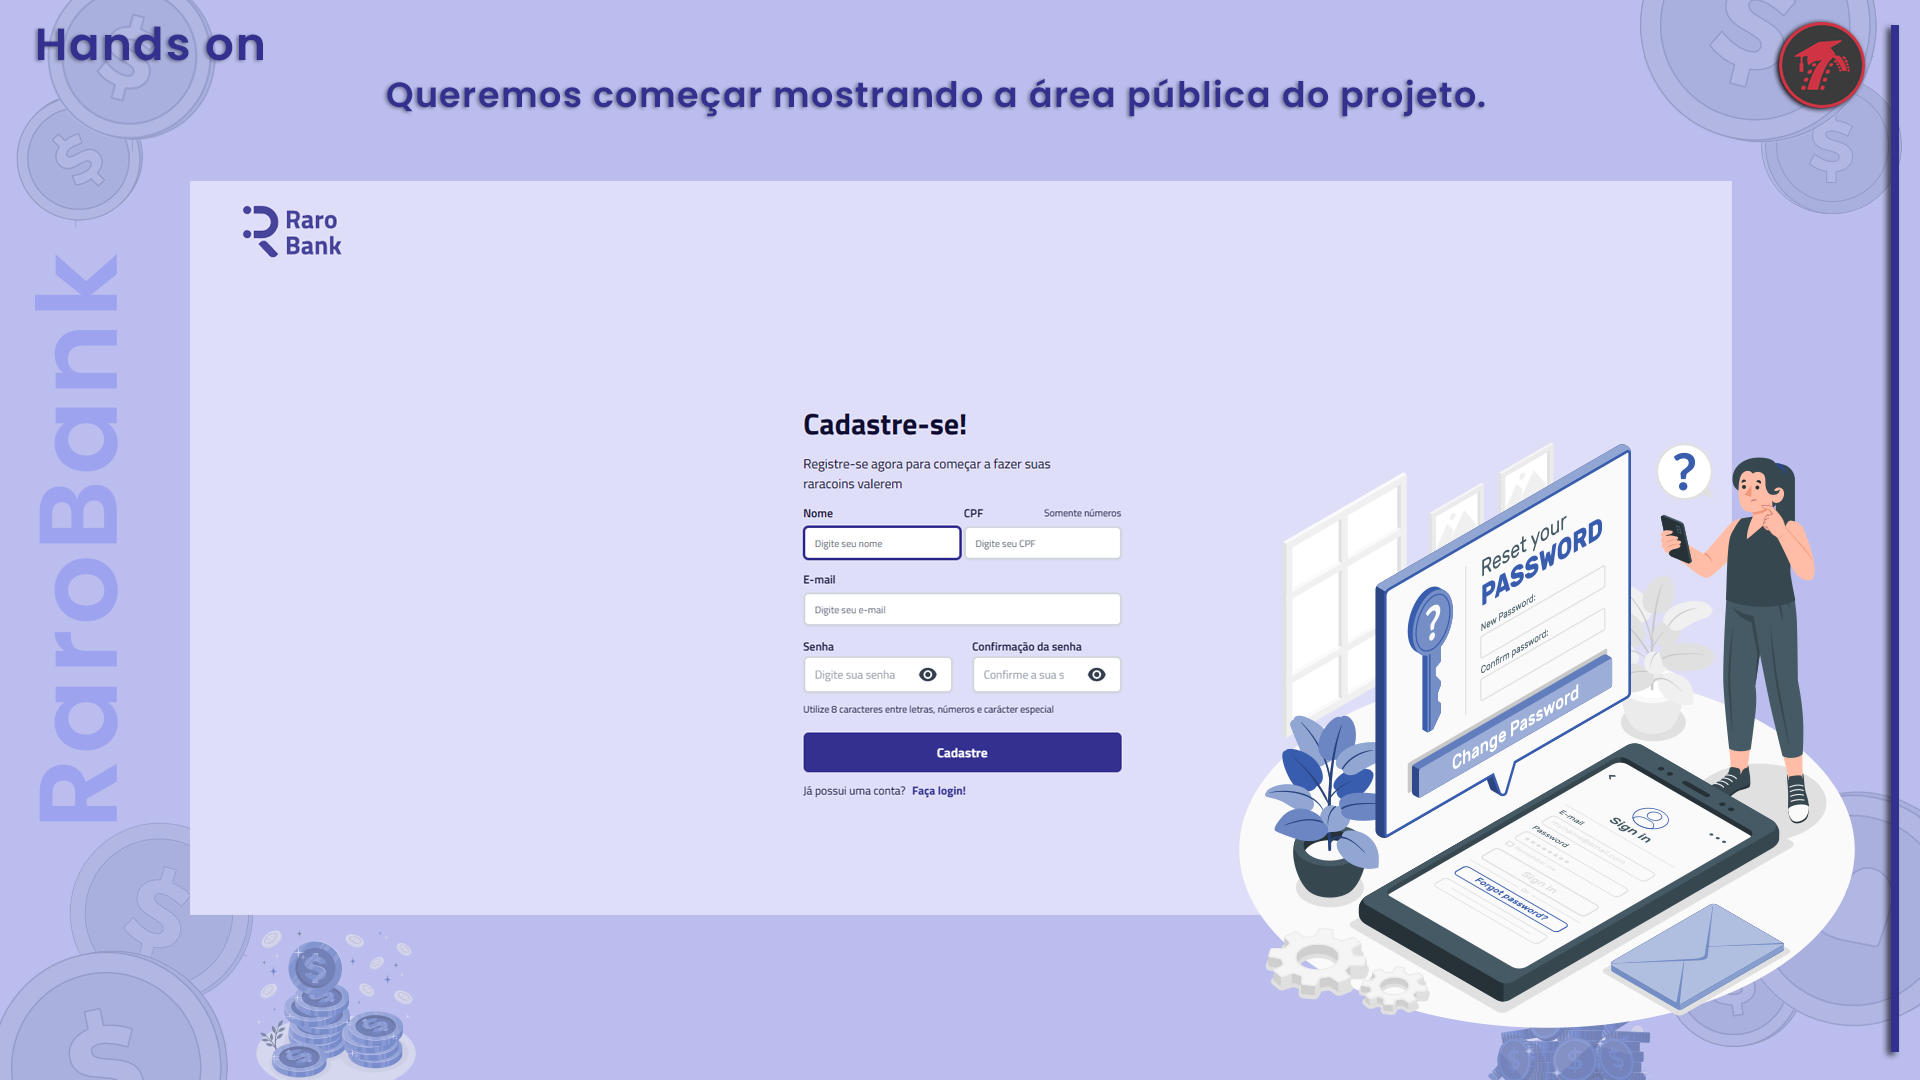 Hands on
Queremos começar mostrando a área pública do projeto.
RaroBank
Raro
Bank
Cadastre-se!
Registre-se agora para começar a fazer suas
raracoins valerem
Nome CPF Somente números
Digite seu nome Digite seu CPF
E-mail
Digite seu e-mail
Senha Confirmação da senha
Digite sua senha Confirme a sua s
Utilize 8 caracteres entre letras, números e carácter especial
Cadastre
Já possui uma conta? Faça login!
?
Reset your
PASSWORD
?
New Password:
Confirm password:
Change Password
Sign in
E-mail
Password
Sign in
Forgot password?